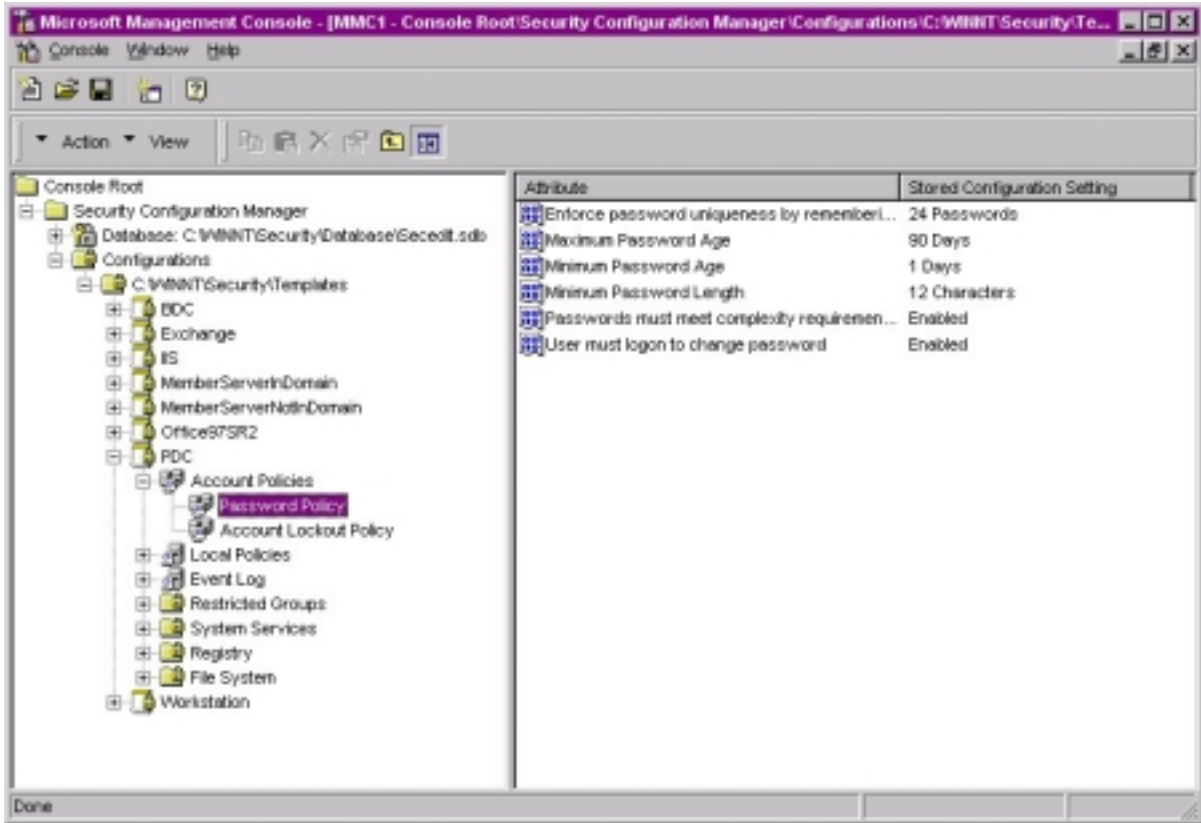 Microsoft Management Console - [MMC1 - Console Root\Security Configuration Manager\Configurations\C:\WINNT\Security\Te...
Console Window Help
Action View
Console Root
Security Configuration Manager
Database: C:\WINNT\Security\Database\Secedit.sdb
Configurations
C:\WINNT\Security\Templates
BDC
Exchange
IIS
MemberServerInDomain
MemberServerNotInDomain
Office97SR2
PDC
Account Policies
Password Policy
Account Lockout Policy
Local Policies
Event Log
Restricted Groups
System Services
Registry
File System
Workstation
Attribute Stored Configuration Setting
Enforce password uniqueness by rememberi... 24 Passwords
Maximum Password Age 90 Days
Minimum Password Age 1 Days
Minimum Password Length 12 Characters
Passwords must meet complexity requiremen... Enabled
User must logon to change password Enabled
Done